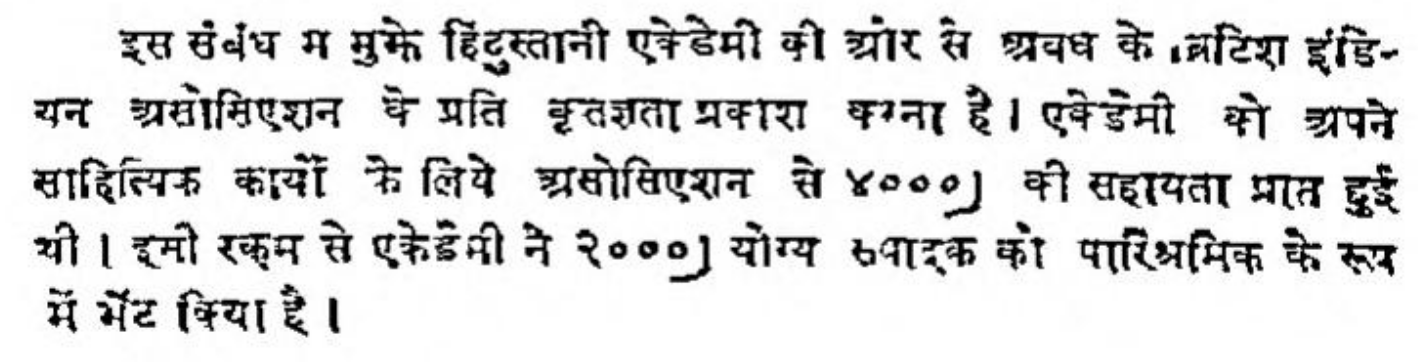 इस संबंध म मुझे हिंदुस्तानी एकेडेमी की ओर से अवध के ब्रटिश इंडि-
यन असोसिएशन के प्रति कृतज्ञता प्रकाश करना है। एकेडेमी को अपने
साहित्यिक कार्यों के लिये असोसिएशन से ४०००) की सहायता प्राप्त हुई
थी। इसी रकम से एकेडेमी ने २०००) योग्य संपादक को पारिश्रमिक के रूप
में भेंट किया है।